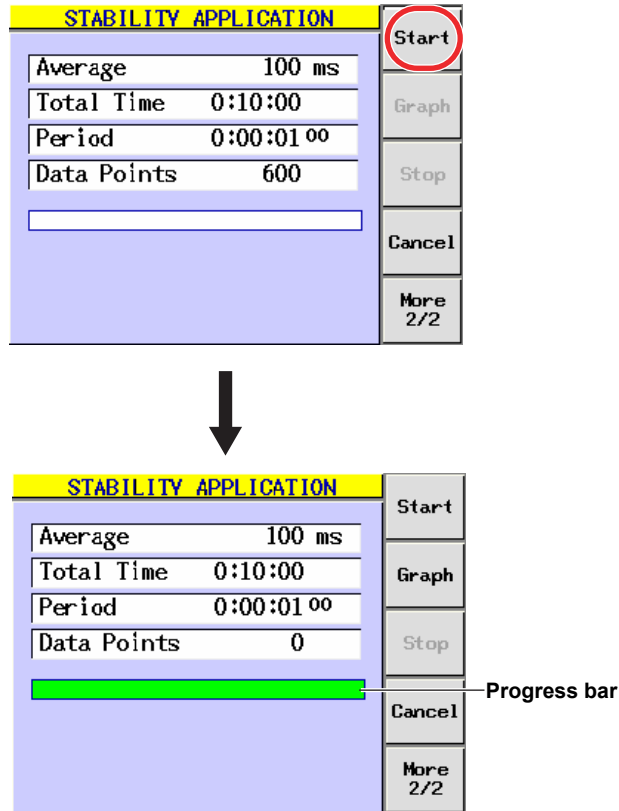 STABILITY APPLICATION
Average 100 ms
Total Time 0:10:00
Period 0:00:01 00
Data Points 600
Start
Graph
Stop
Cancel
More
2/2
STABILITY APPLICATION
Average 100 ms
Total Time 0:10:00
Period 0:00:01 00
Data Points 0
Start
Graph
Stop
Cancel
More
2/2
Progress bar